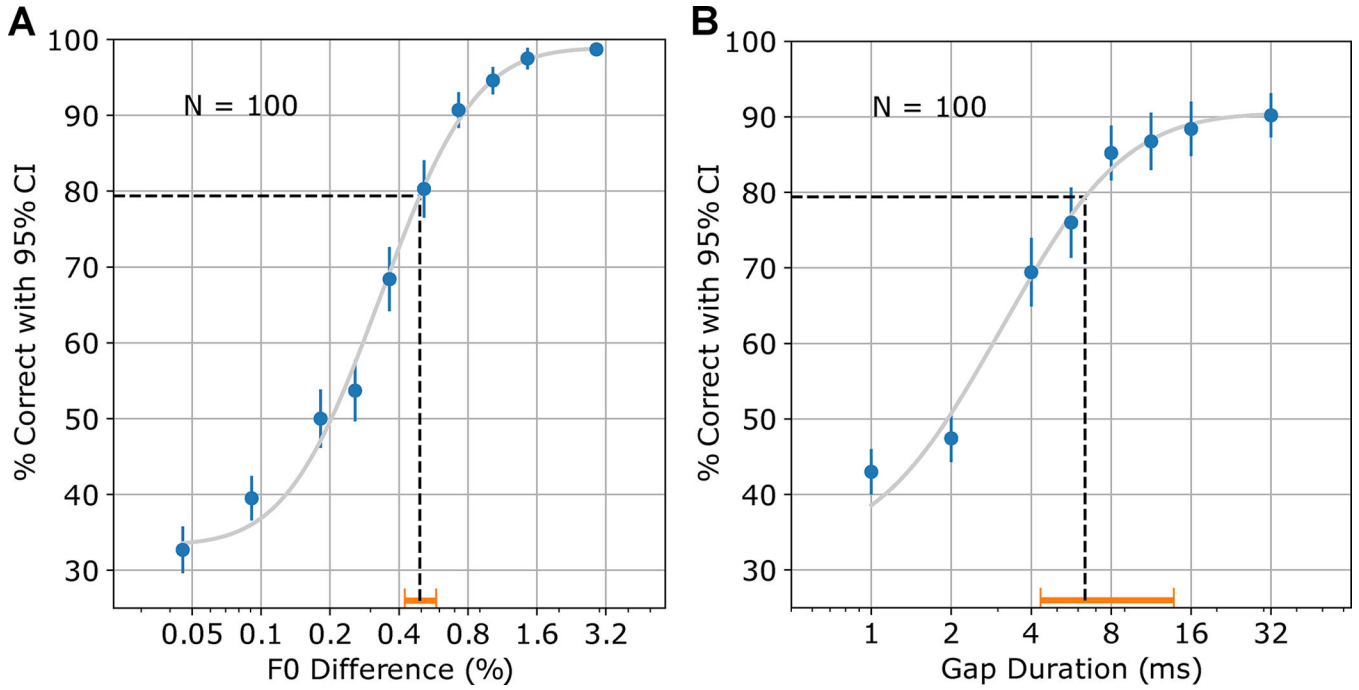 A
100
90
80
70
60
50
40
30
N = 100
% Correct with 95% CI
0.05 0.1 0.2 0.4 0.8 1.6 3.2
F0 Difference (%)
B
100
90
80
70
60
50
40
30
N = 100
% Correct with 95% CI
1 2 4 8 16 32
Gap Duration (ms)